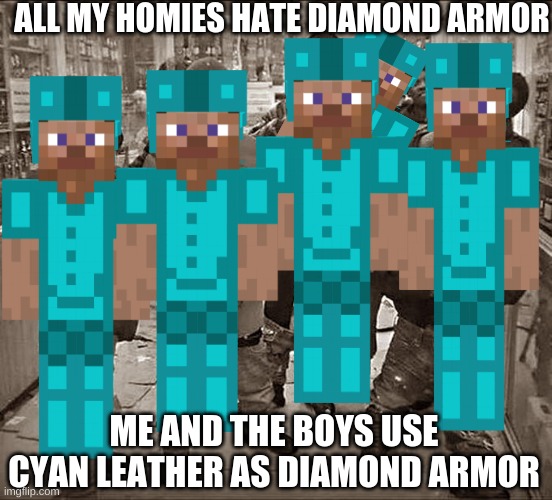 ALL MY HOMIES HATE DIAMOND ARMOR
ME AND THE BOYS USE
CYAN LEATHER AS DIAMOND ARMOR
imgflip.com